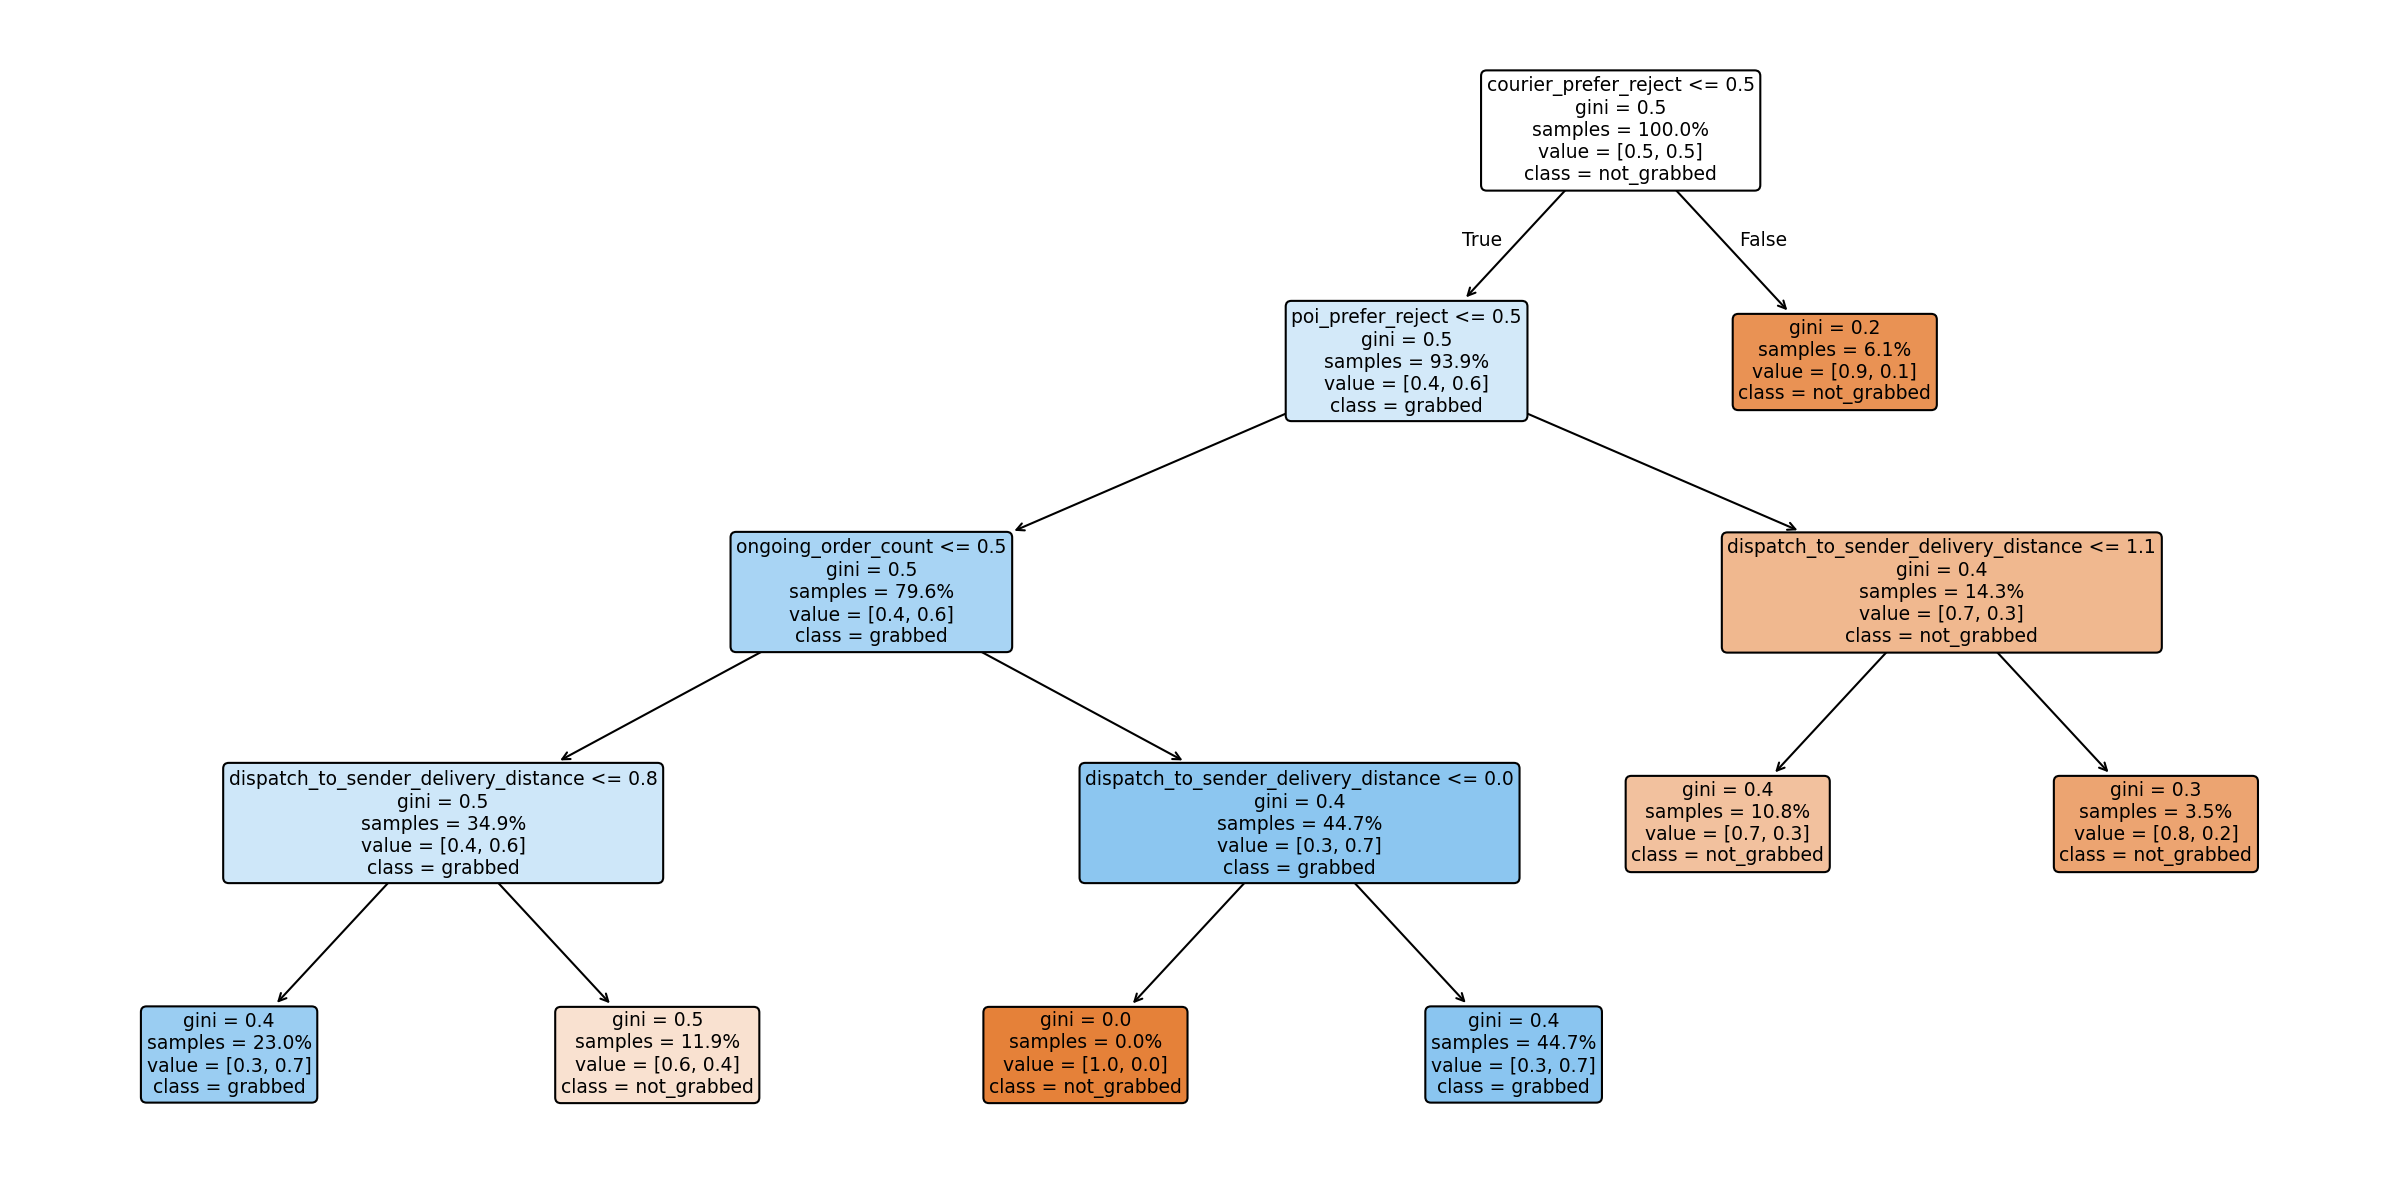 courier_prefer_reject <= 0.5
gini = 0.5
samples = 100.0%
value = [0.5, 0.5]
class = not_grabbed
True
False
poi_prefer_reject <= 0.5
gini = 0.5
samples = 93.9%
value = [0.4, 0.6]
class = grabbed
gini = 0.2
samples = 6.1%
value = [0.9, 0.1]
class = not_grabbed
ongoing_order_count <= 0.5
gini = 0.5
samples = 79.6%
value = [0.4, 0.6]
class = grabbed
dispatch_to_sender_delivery_distance <= 1.1
gini = 0.4
samples = 14.3%
value = [0.7, 0.3]
class = not_grabbed
dispatch_to_sender_delivery_distance <= 0.8
gini = 0.5
samples = 34.9%
value = [0.4, 0.6]
class = grabbed
dispatch_to_sender_delivery_distance <= 0.0
gini = 0.4
samples = 44.7%
value = [0.3, 0.7]
class = grabbed
gini = 0.4
samples = 10.8%
value = [0.7, 0.3]
class = not_grabbed
gini = 0.3
samples = 3.5%
value = [0.8, 0.2]
class = not_grabbed
gini = 0.4
samples = 23.0%
value = [0.3, 0.7]
class = grabbed
gini = 0.5
samples = 11.9%
value = [0.6, 0.4]
class = not_grabbed
gini = 0.0
samples = 0.0%
value = [1.0, 0.0]
class = not_grabbed
gini = 0.4
samples = 44.7%
value = [0.3, 0.7]
class = grabbed